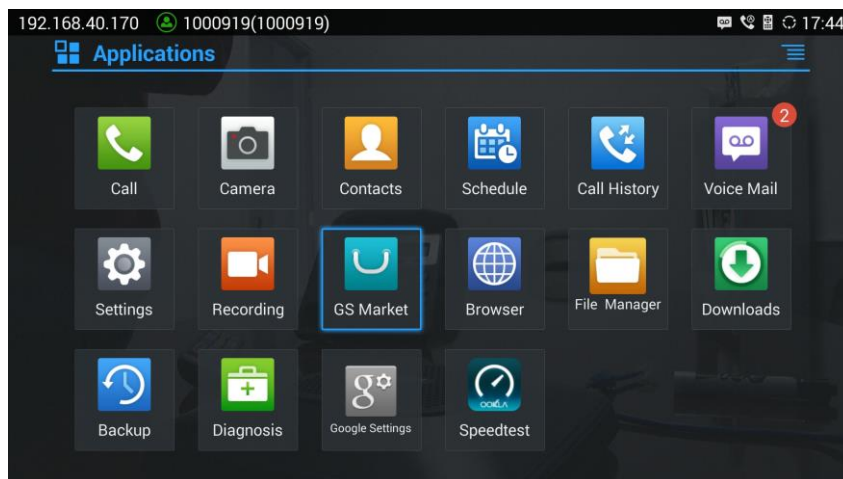 192.168.40.170 1000919(1000919) 17:44
Applications
2
Call Camera Contacts Schedule Call History Voice Mail
Settings Recording GS Market Browser File Manager Downloads
g
OOKLA
Backup Diagnosis Google Settings Speedtest